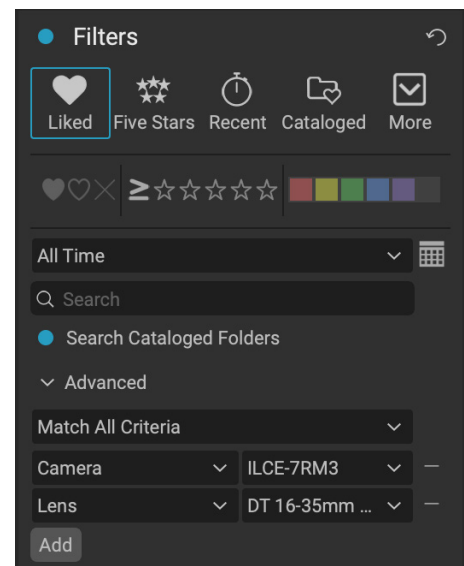 Filters
Liked Five Stars Recent Cataloged More
≥
All Time
Search
Search Cataloged Folders
Advanced
Match All Criteria
Camera ILCE-7RM3
Lens DT 16-35mm ...
Add